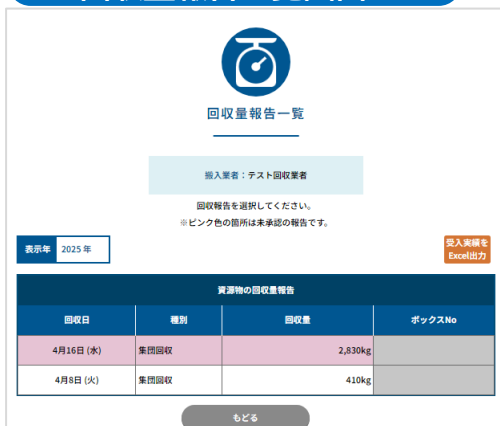 回収量報告一覧
搬入業者：テスト回収業者
回収報告を選択してください。
※ピンク色の箇所は未承認の報告です。
表示年 2025 年
受入実績を
Excel出力
資源物の回収量報告
回収日 種別 回収量 ボックスNo
4月16日 (水) 集団回収 2,830kg
4月8日 (火) 集団回収 410kg
もどる